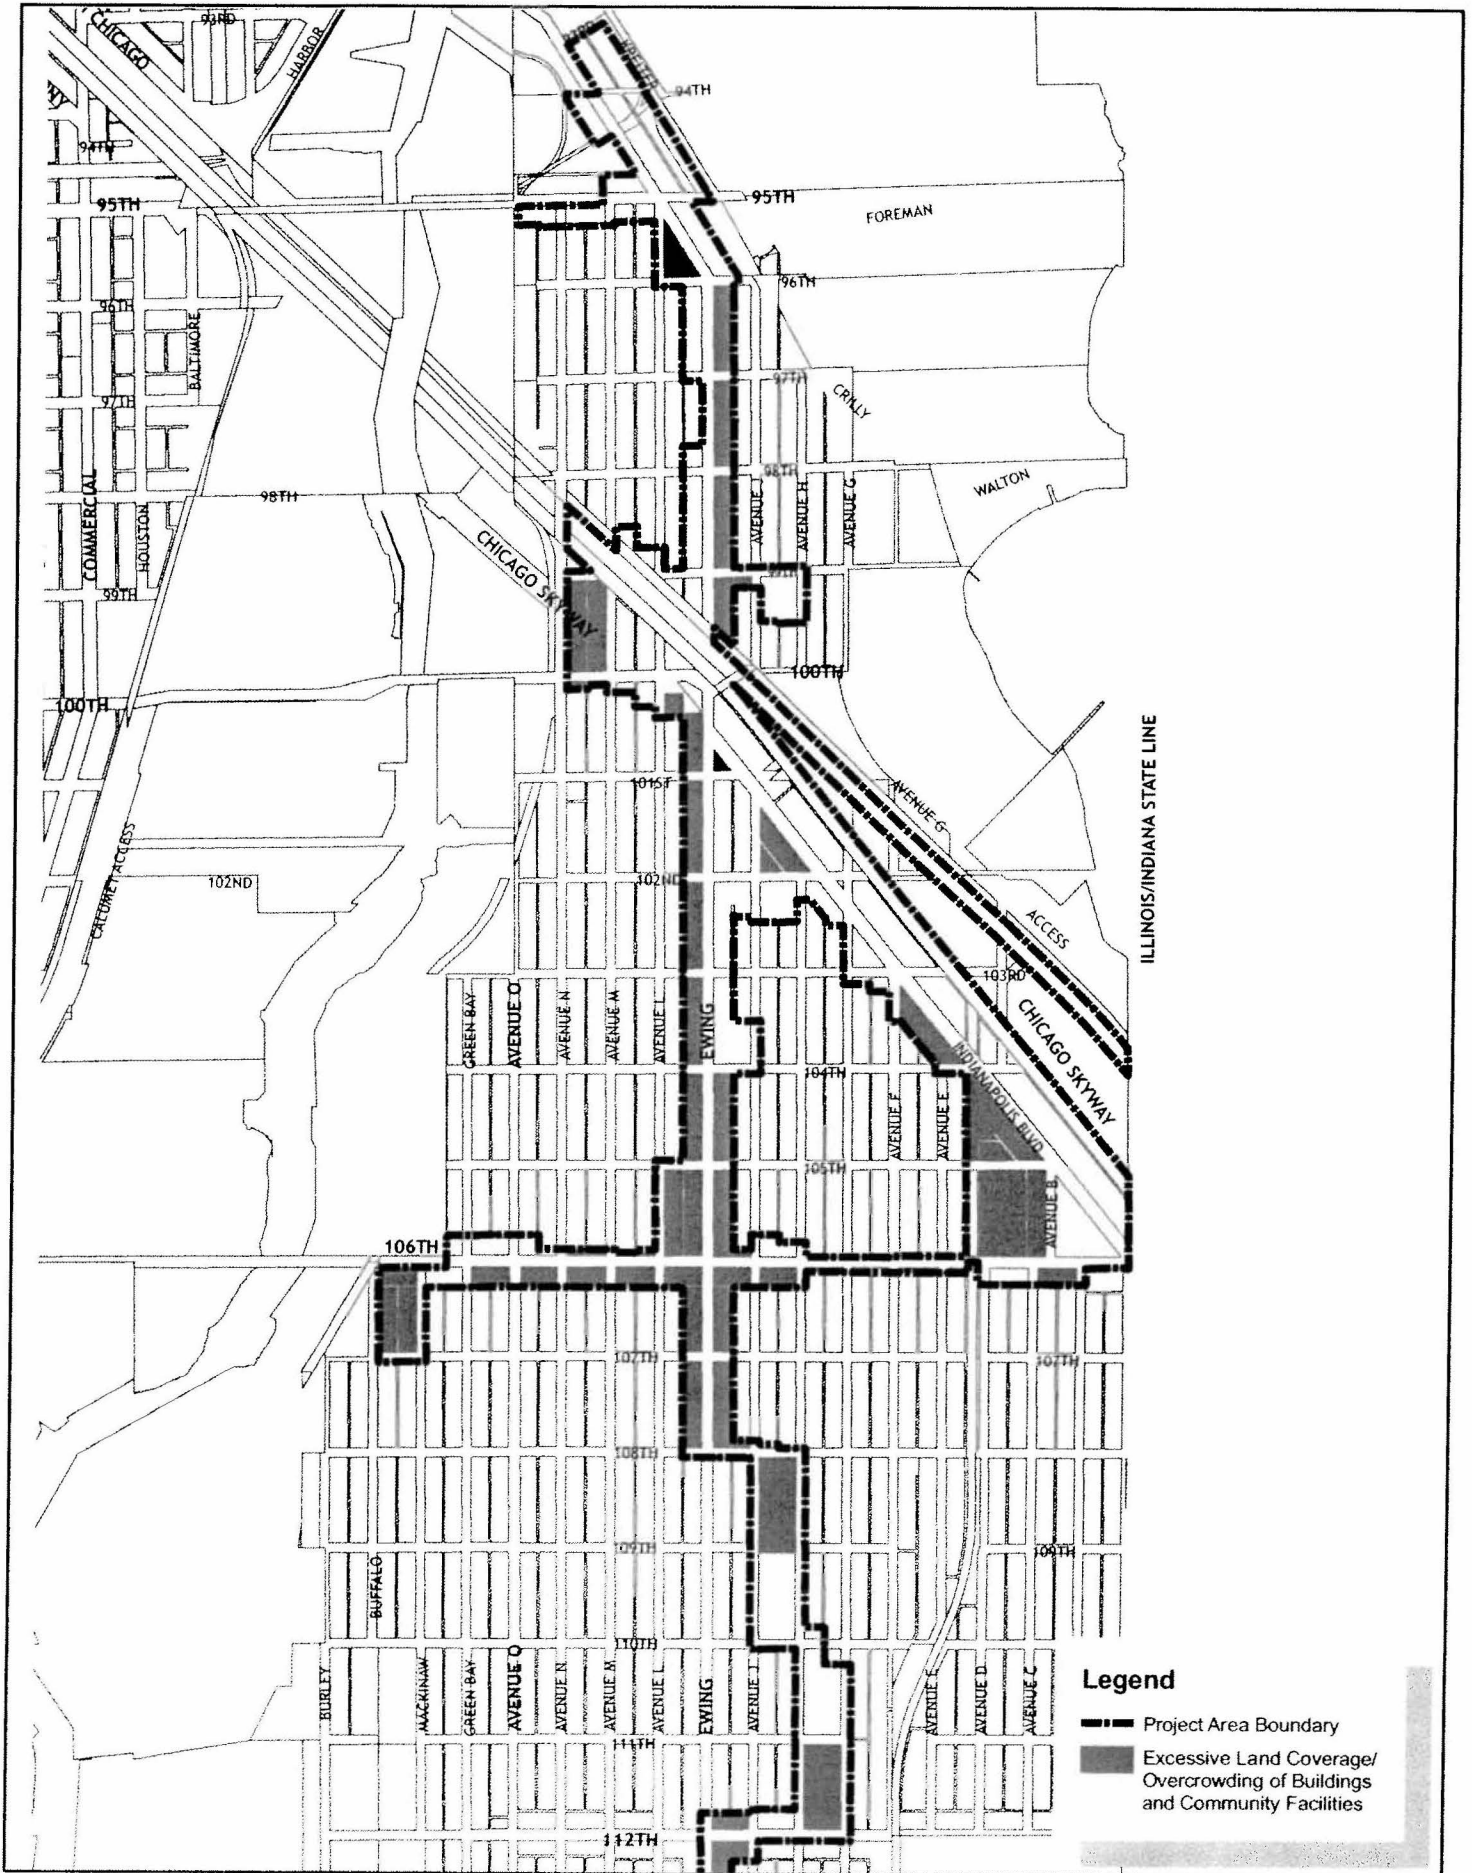 93RD
CHICAGO
HARBOR
KREITER
94TH
94TH
95TH
95TH
FOREMAN
96TH
96TH
BALTIMORE
97TH
CRILLY
97TH
98TH
WALTON
COMMERCIAL
HOUSTON
98TH
AVENUE H
AVENUE G
CHICAGO SKYWAY
99TH
99TH
100TH
100TH
ILLINOIS/INDIANA STATE LINE
101ST
AVENUE G
CALUMET ACCESS
102ND
102ND
ACCESS
103RD
GREEN BAY
AVENUE O
AVENUE N
AVENUE M
AVENUE L
EWING
CHICAGO SKYWAY
INDIANAPOLIS BLVD
104TH
AVENUE F
AVENUE E
105TH
AVENUE B
106TH
107TH
107TH
108TH
109TH
109TH
BUFFALO
110TH
BURLEY
MACKINAW
GREEN BAY
AVENUE O
AVENUE N
AVENUE M
AVENUE L
EWING
AVENUE J
AVENUE E
AVENUE D
AVENUE C
111TH
112TH
Legend
Project Area Boundary
Excessive Land Coverage/
Overcrowding of Buildings
and Community Facilities